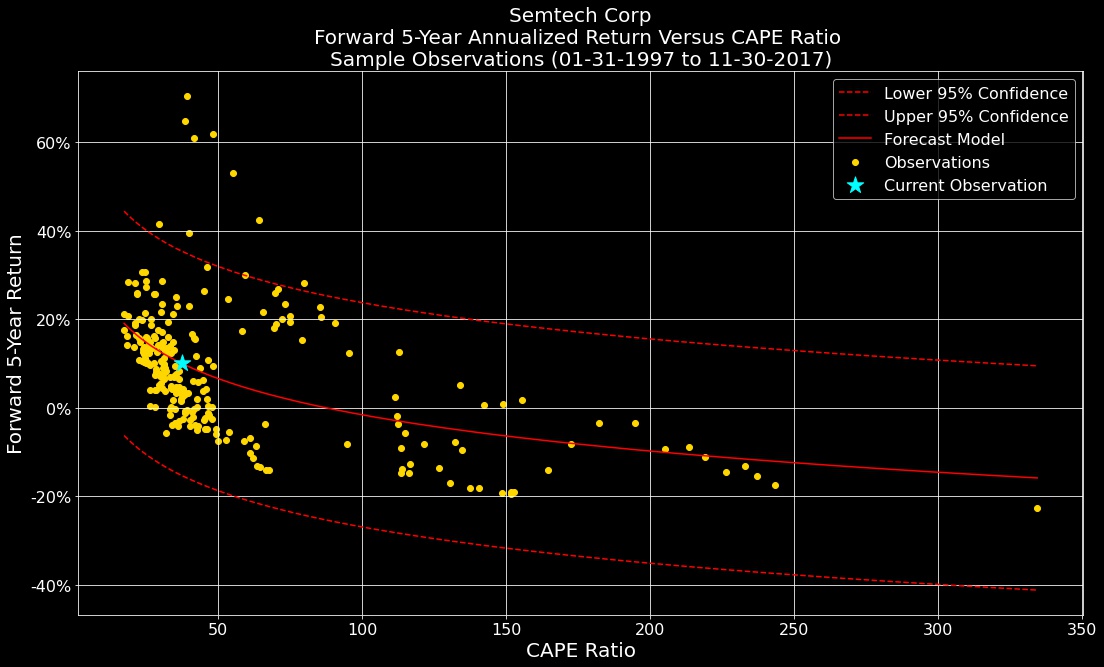 Semtech Corp
Forward 5-Year Annualized Return Versus CAPE Ratio
Sample Observations (01-31-1997 to 11-30-2017)
Lower 95% Confidence
Upper 95% Confidence
Forecast Model
Observations
Current Observation
Forward 5-Year Return
60%
40%
20%
0%
-20%
-40%
50 100 150 200 250 300 350
CAPE Ratio